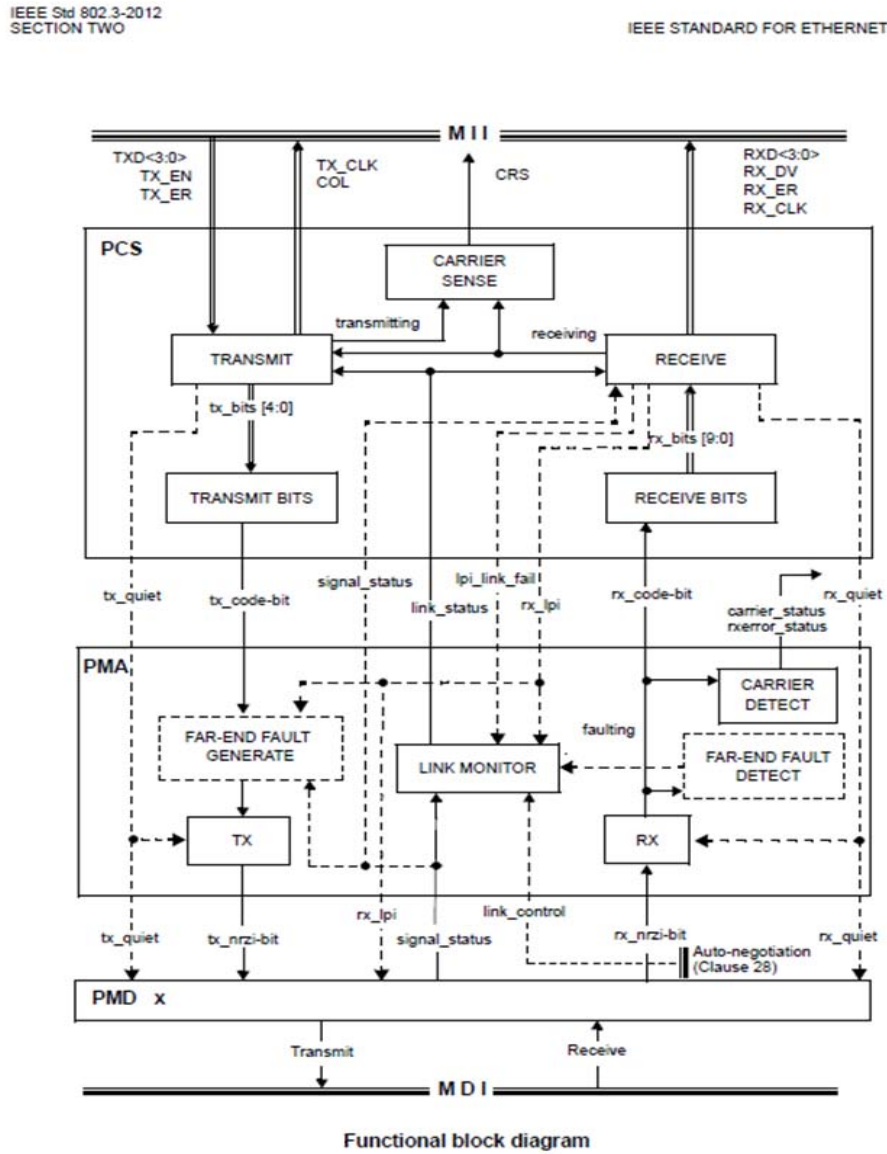 IEEE Std 802.3-2012
SECTION TWO
IEEE STANDARD FOR ETHERNET
MII
TXD<3:0>
TX_EN
TX_ER
TX_CLK
COL
CRS
RXD<3:0>
RX_DV
RX_ER
RX_CLK
PCS
CARRIER
SENSE
transmitting
receiving
TRANSMIT
RECEIVE
tx_bits [4:0]
rx_bits [9:0]
TRANSMIT BITS
RECEIVE BITS
tx_quiet
tx_code-bit
signal_status
link_status
lpi_link_fail
rx_lpi
rx_code-bit
carrier_status
rxerror_status
rx_quiet
PMA
CARRIER
DETECT
FAR-END FAULT
GENERATE
LINK MONITOR
faulting
FAR-END FAULT
DETECT
TX
RX
tx_quiet
tx_nrzi-bit
rx_lpi
signal_status
link_control
rx_nrzi-bit
Auto-negotiation
(Clause 28)
rx_quiet
PMD x
Transmit
Receive
MDI
Functional block diagram